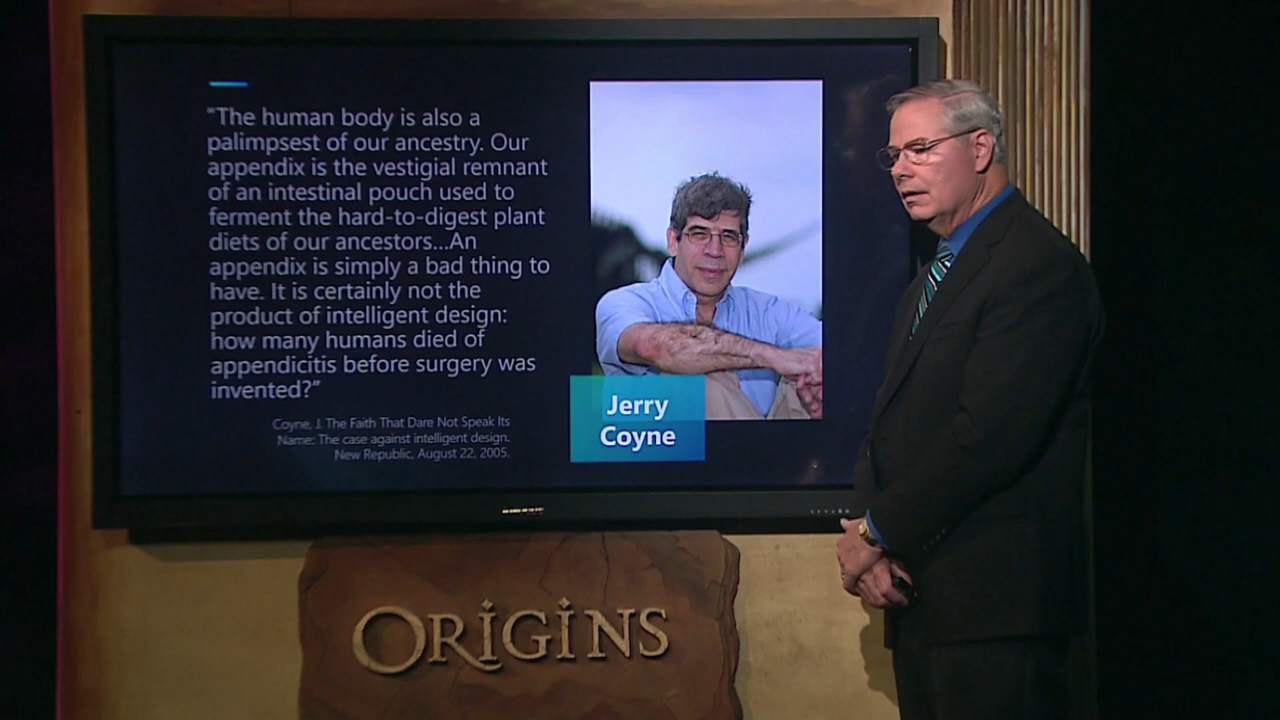 "The human body is also a
palimpsest of our ancestry. Our
appendix is the vestigial remnant
of an intestinal pouch used to
ferment the hard-to-digest plant
diets of our ancestors...An
appendix is simply a bad thing to
have. It is certainly not the
product of intelligent design:
how many humans died of
appendicitis before surgery was
invented?"
Coyne, J. The Faith That Dare Not Speak Its
Name: The case against intelligent design.
New Republic, August 22, 2005.
Jerry
Coyne
ORIGINS